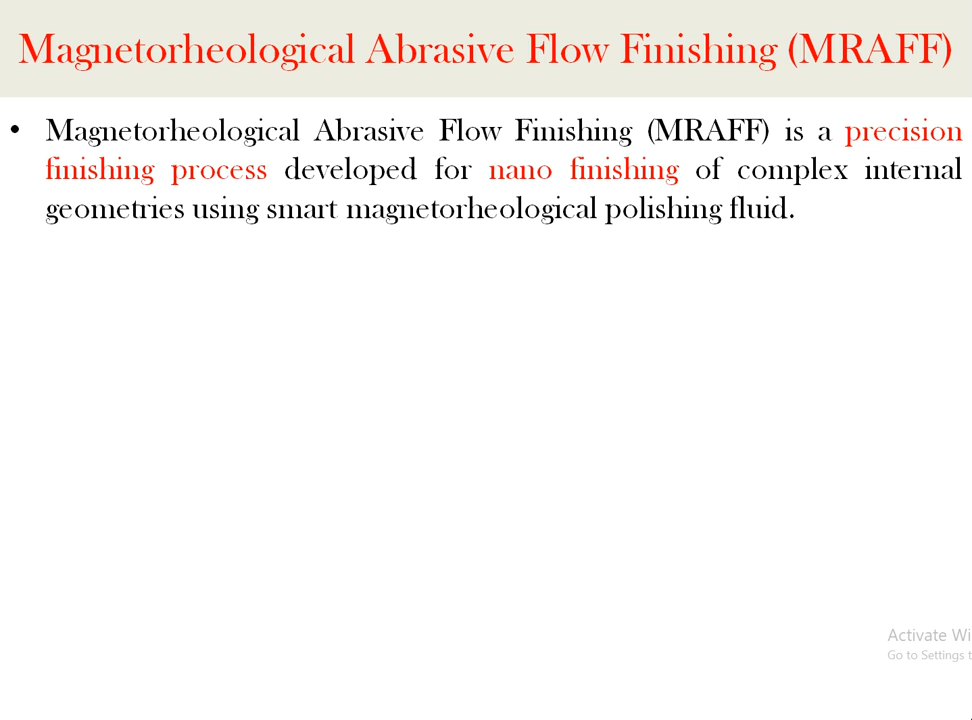 Magnetorheological Abrasive Flow Finishing (MRAFF)
• Magnetorheological Abrasive Flow Finishing (MRAFF) is a precision
finishing process developed for nano finishing of complex internal
geometries using smart magnetorheological polishing fluid.
Activate Wi
Go to Settings t